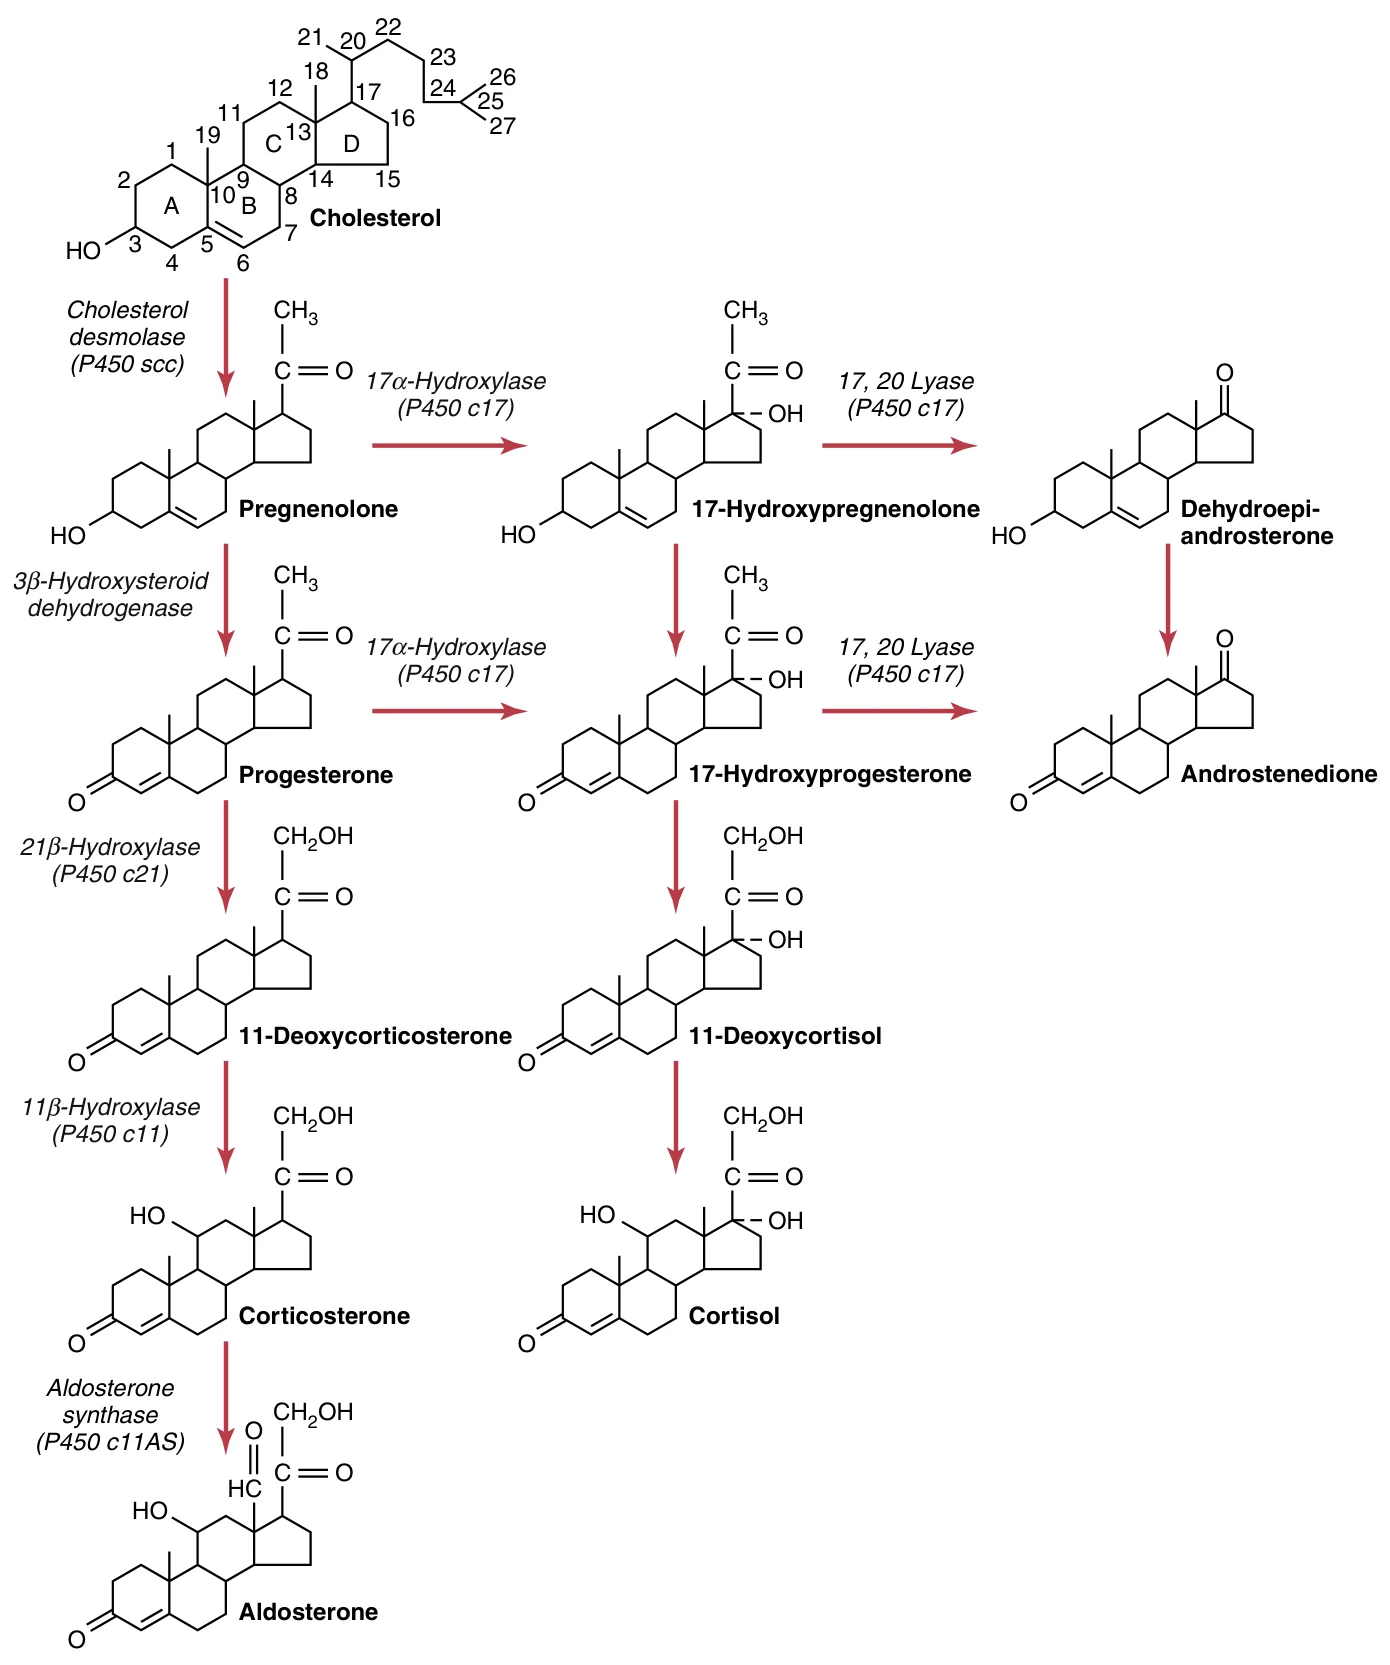 21
20
22
23
24
26
25
27
18
12
17
11
13
16
19
C
D
1
9
14
15
2
10
8
A
B
Cholesterol
HO
3
5
7
4
6
Cholesterol
desmolase
(P450 scc)
CH3
C
O
17α-Hydroxylase
(P450 c17)
CH3
C
O
OH
17, 20 Lyase
(P450 c17)
O
HO
Pregnenolone
HO
17-Hydroxypregnenolone
HO
Dehydroepi-
androsterone
3β-Hydroxysteroid
dehydrogenase
CH3
C
O
17α-Hydroxylase
(P450 c17)
CH3
C
O
OH
17, 20 Lyase
(P450 c17)
O
O
Progesterone
O
17-Hydroxyprogesterone
O
Androstenedione
21β-Hydroxylase
(P450 c21)
CH2OH
C
O
CH2OH
C
O
OH
O
11-Deoxycorticosterone
O
11-Deoxycortisol
11β-Hydroxylase
(P450 c11)
CH2OH
C
O
HO
CH2OH
C
O
HO
OH
O
Corticosterone
O
Cortisol
Aldosterone
synthase
(P450 c11AS)
CH2OH
O
C
O
HC
HO
O
Aldosterone